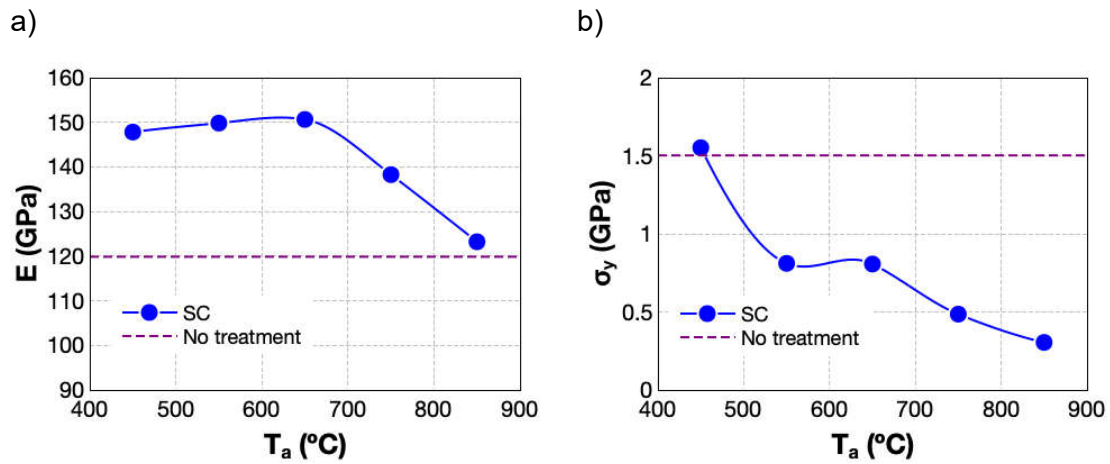 a)
160
150
140
130
120
110
100
90
E (GPa)
SC
No treatment
400 500 600 700 800 900
Tₐ (ºC)
b)
2
1.5
1
0.5
0
σy (GPa)
SC
No treatment
400 500 600 700 800 900
Tₐ (ºC)